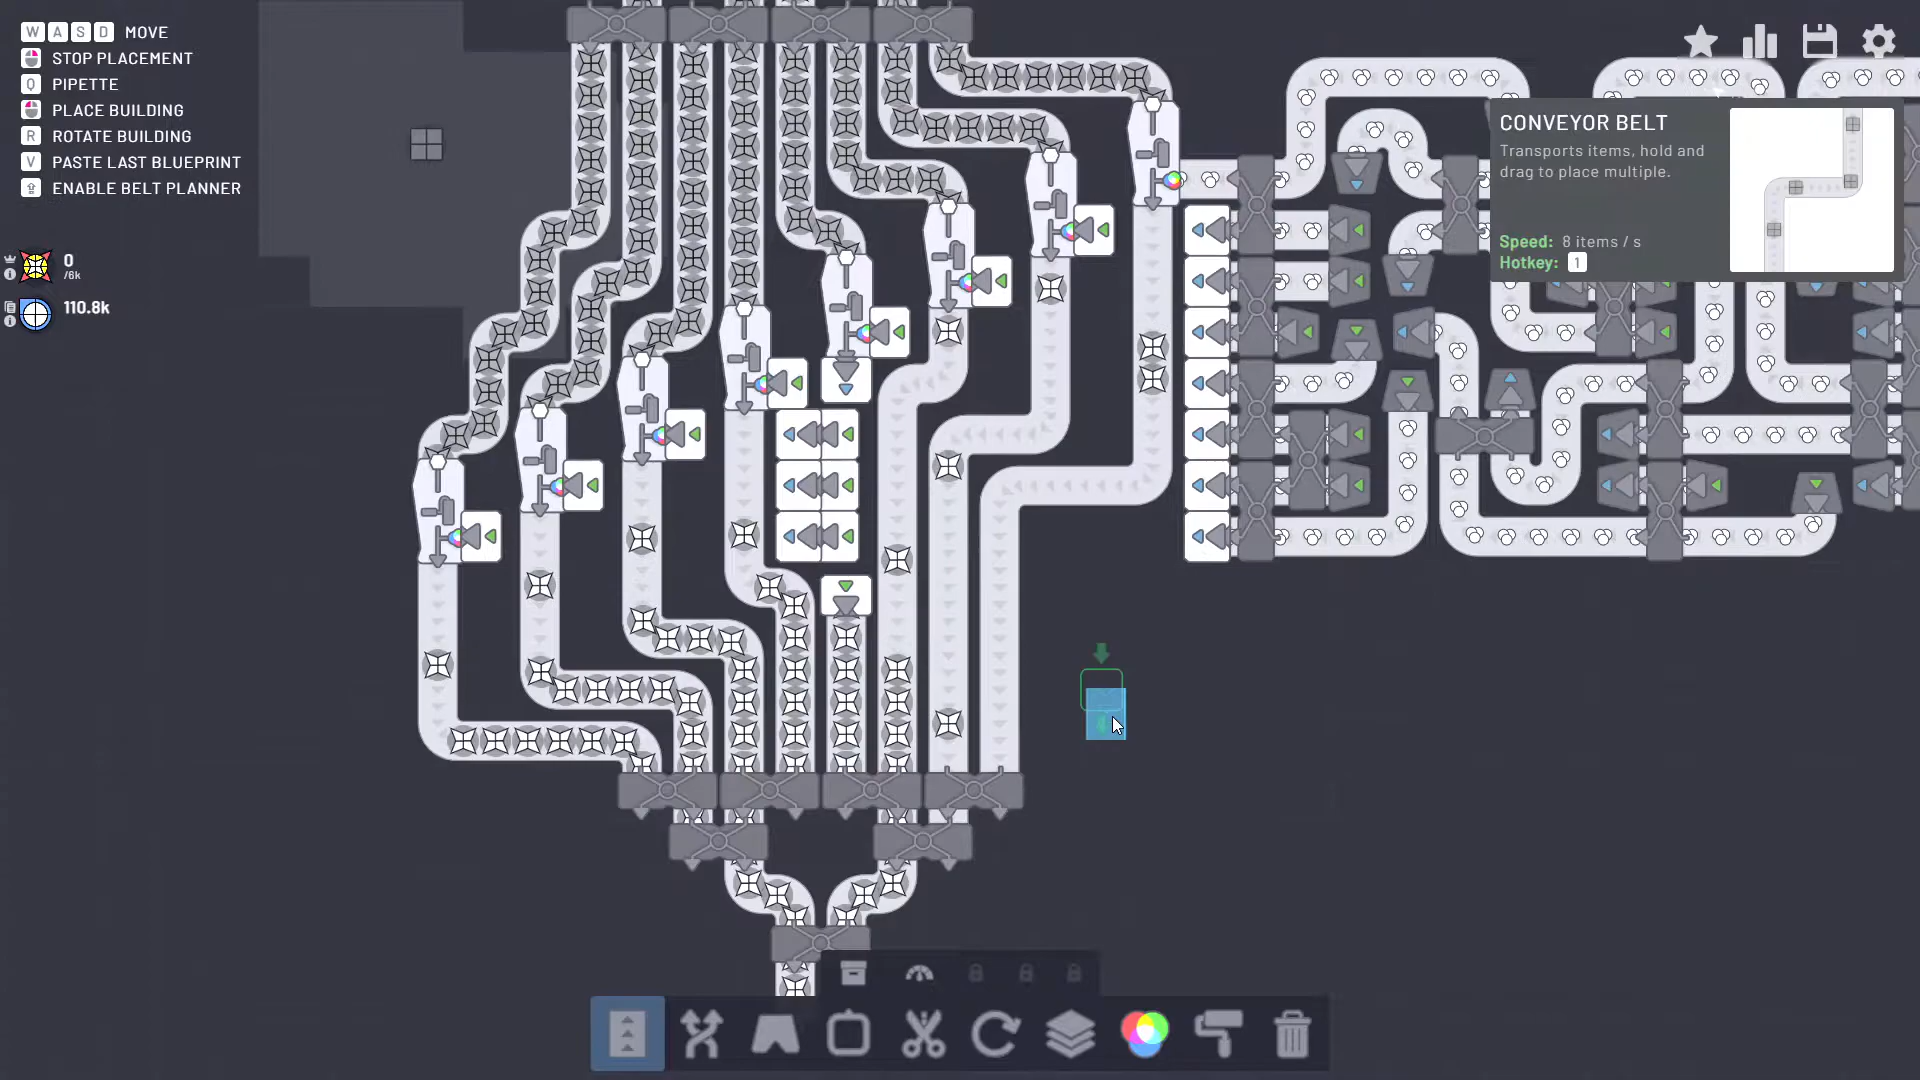 W A S D MOVE
STOP PLACEMENT
Q PIPETTE
PLACE BUILDING
R ROTATE BUILDING
V PASTE LAST BLUEPRINT
ENABLE BELT PLANNER
0
/6k
110.8k
CONVEYOR BELT
Transports items, hold and
drag to place multiple.
Speed: 8 items / s
Hotkey: 1